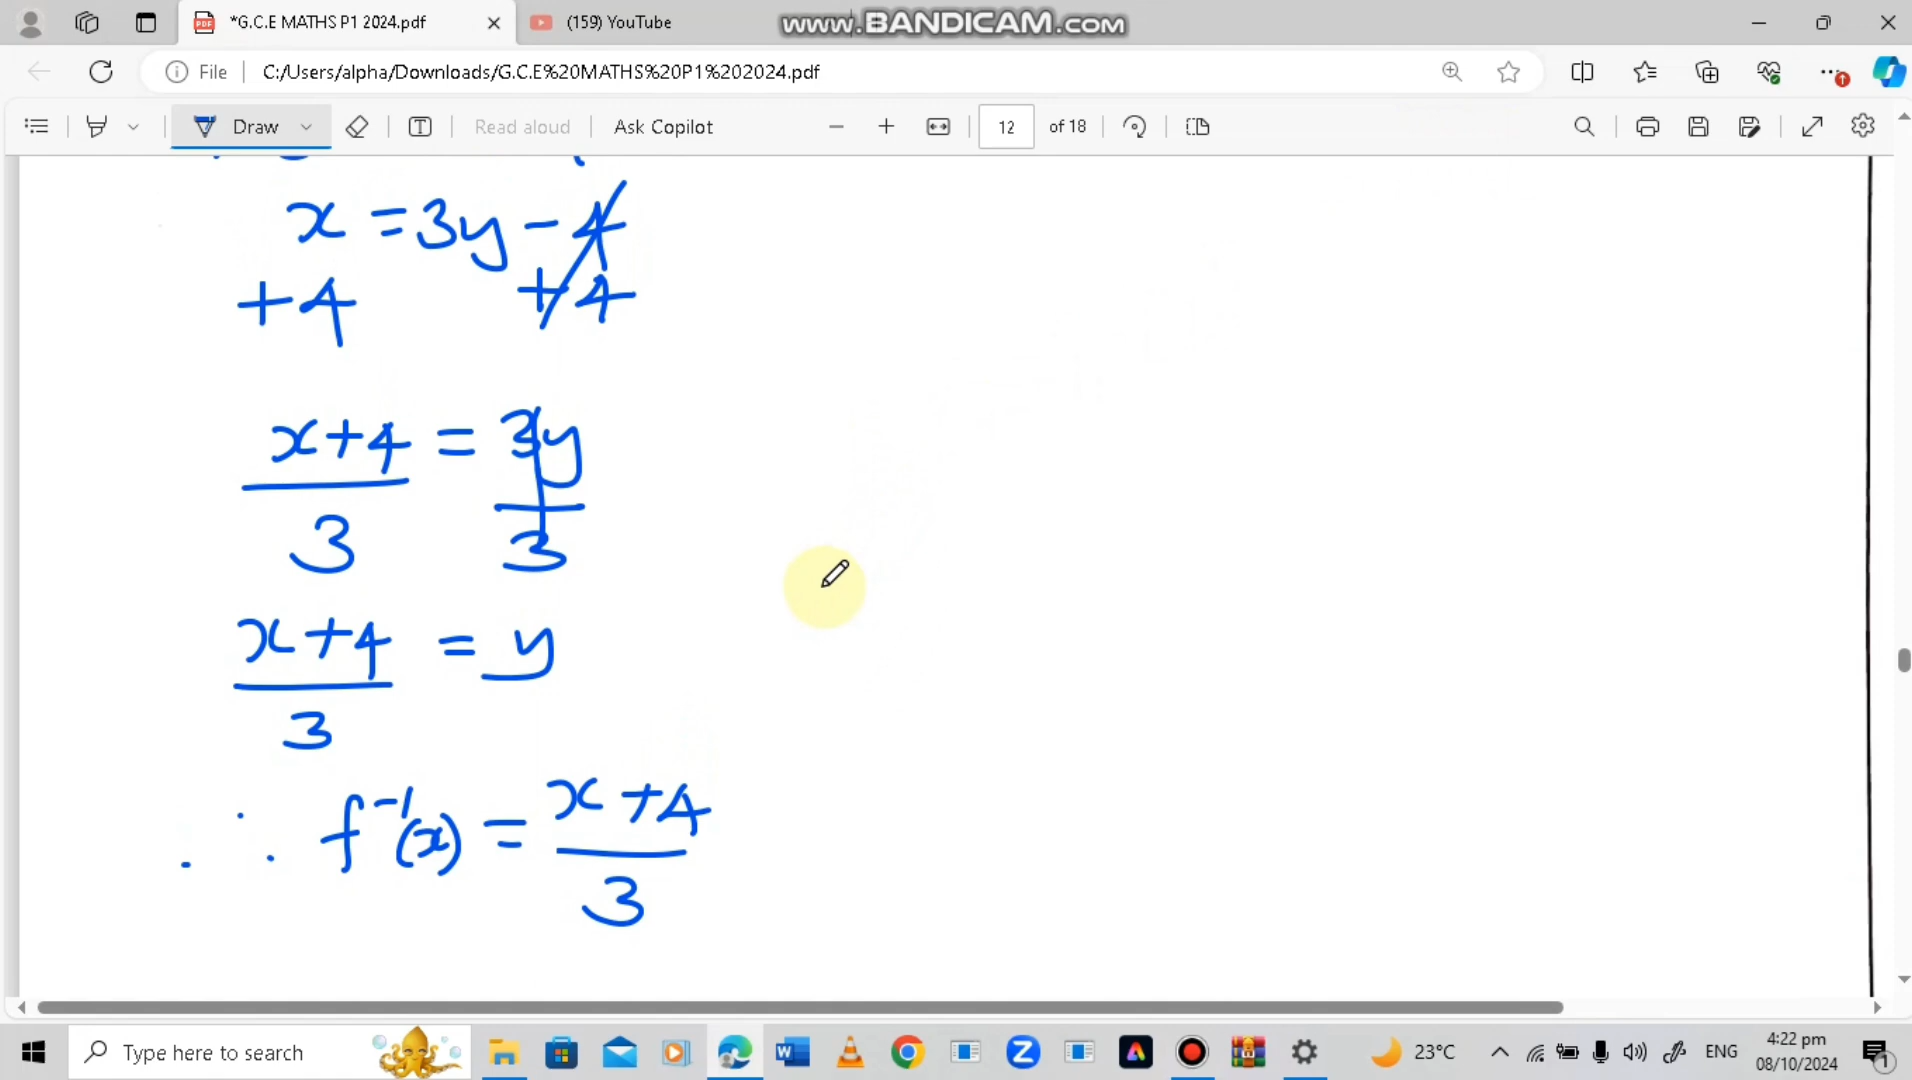 *G.C.E MATHS P1 2024.pdf
(159) YouTube
www.BANDICAM.com
File
C:/Users/alpha/Downloads/G.C.E%20MATHS%20P1%202024.pdf
Draw
Read aloud
Ask Copilot
12
of 18
x = 3y - 4
+4 +4
x+4 = 3y
3 3
x+4 = y
3
∴ f⁻¹(x) = x+4
3
Type here to search
23°C
ENG
4:22 pm
08/10/2024
1